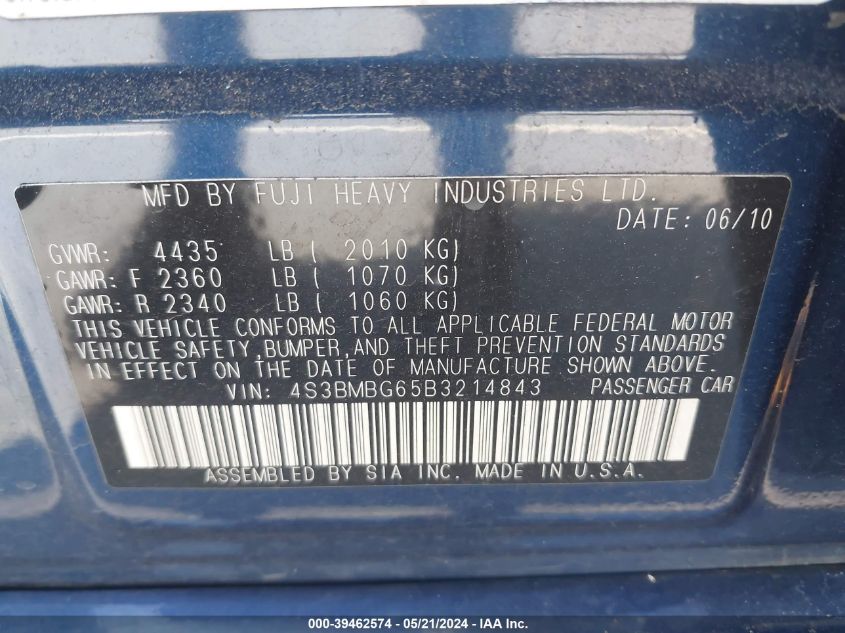 MFD BY FUJI HEAVY INDUSTRIES LTD.
DATE: 06/10
GVWR: 4435 LB ( 2010 KG)
GAWR: F 2360 LB ( 1070 KG)
GAWR: R 2340 LB ( 1060 KG)
THIS VEHICLE CONFORMS TO ALL APPLICABLE FEDERAL MOTOR
VEHICLE SAFETY,BUMPER,AND THEFT PREVENTION STANDARDS
IN EFFECT ON THE DATE OF MANUFACTURE SHOWN ABOVE.
VIN: 4S3BMBG65B3214843 PASSENGER CAR
ASSEMBLED BY SIA INC. MADE IN U.S.A.
000-39462574 - 05/21/2024 - IAA Inc.